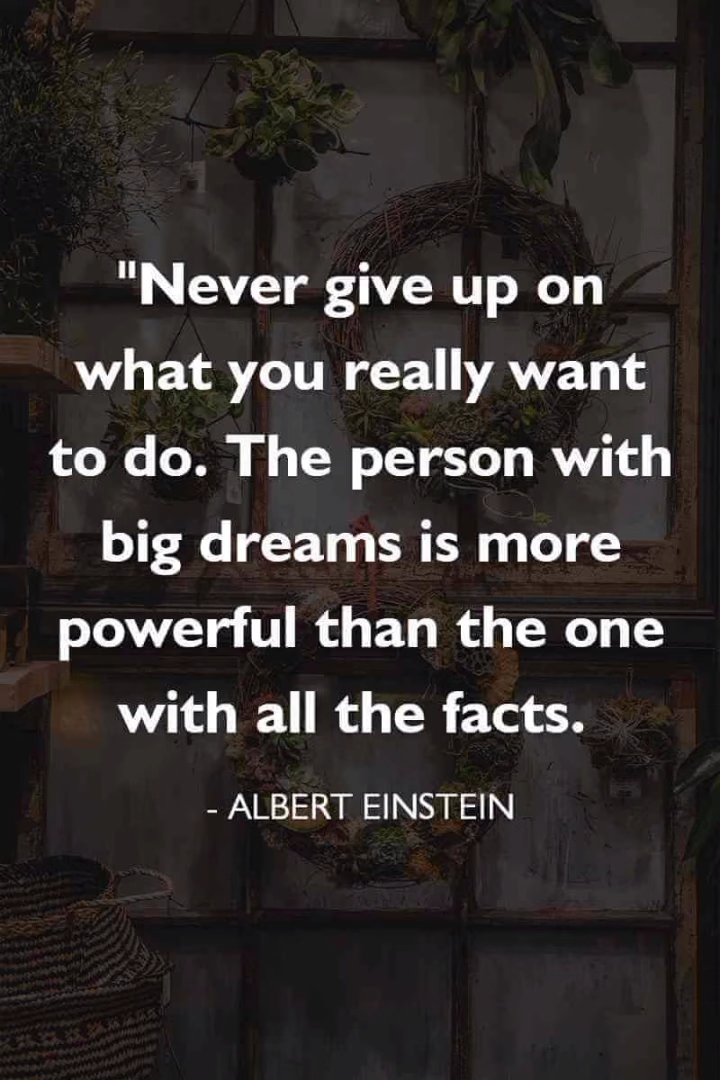 "Never give up on
what you really want
to do. The person with
big dreams is more
powerful than the one
with all the facts.
- ALBERT EINSTEIN